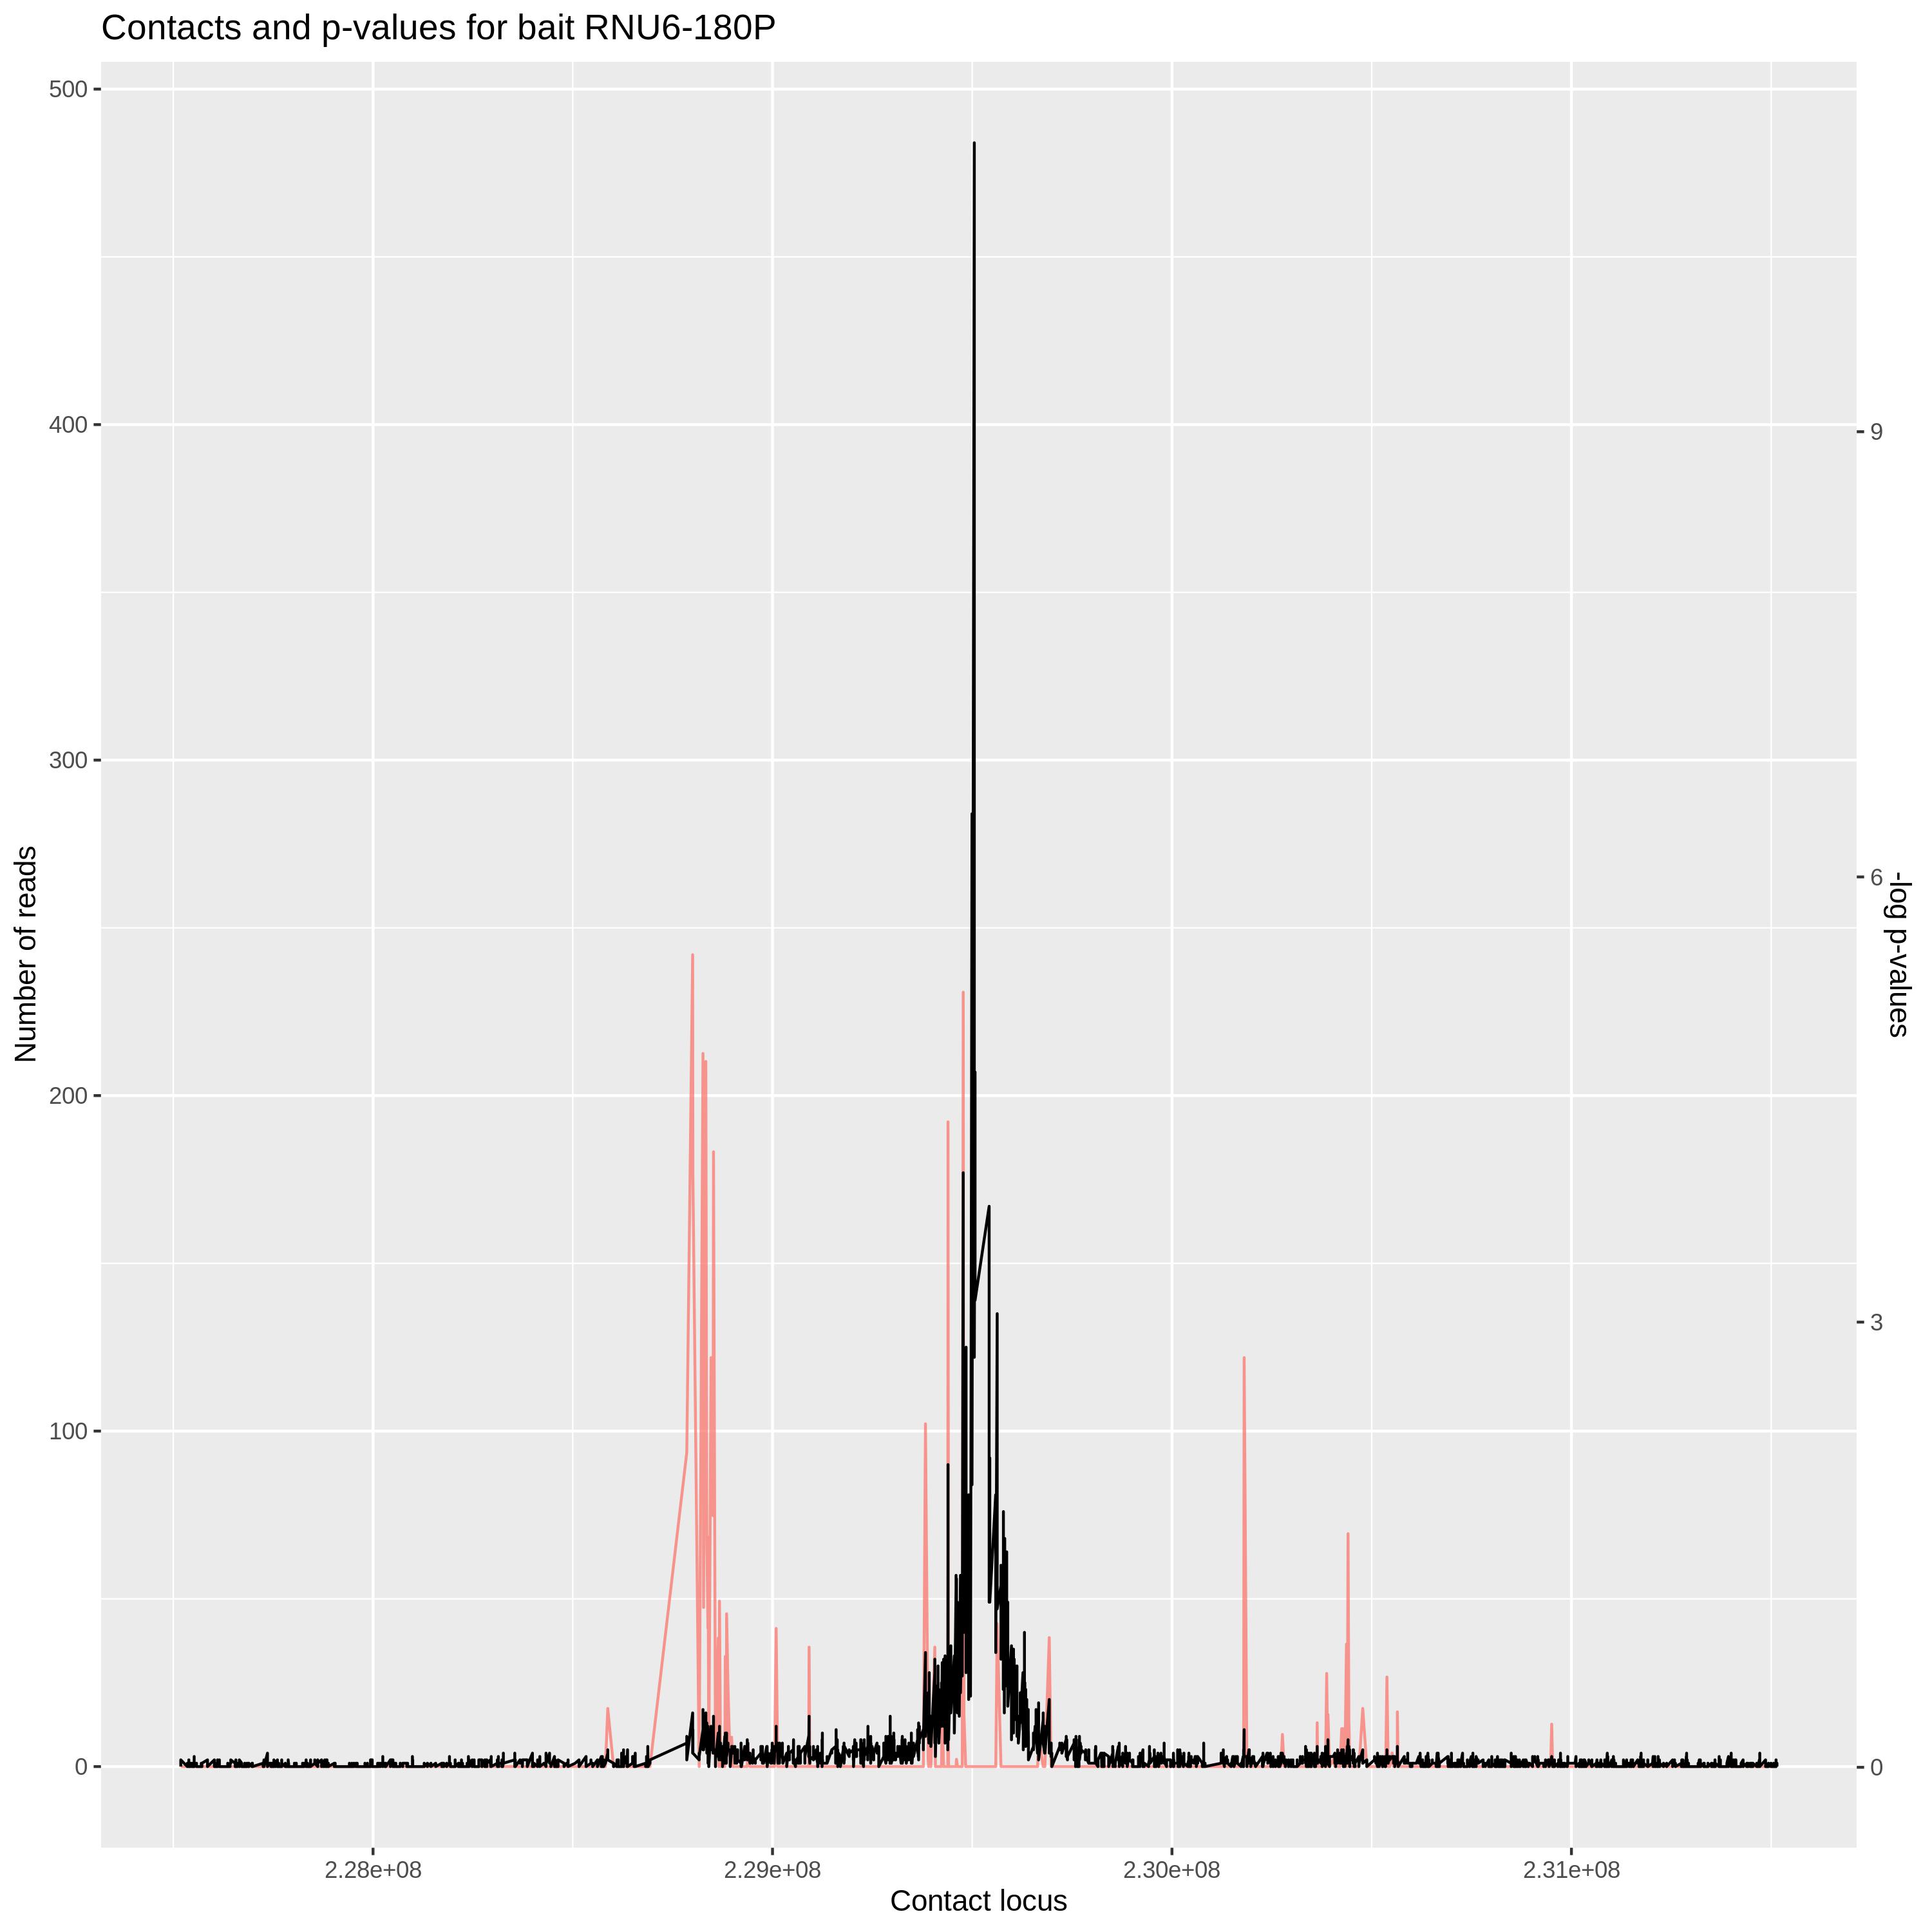 Contacts and p-values for bait RNU6-180P
500
400
300
200
100
0
Number of reads
9
6
3
0
-log p-values
2.28e+08
2.29e+08
2.30e+08
2.31e+08
Contact locus